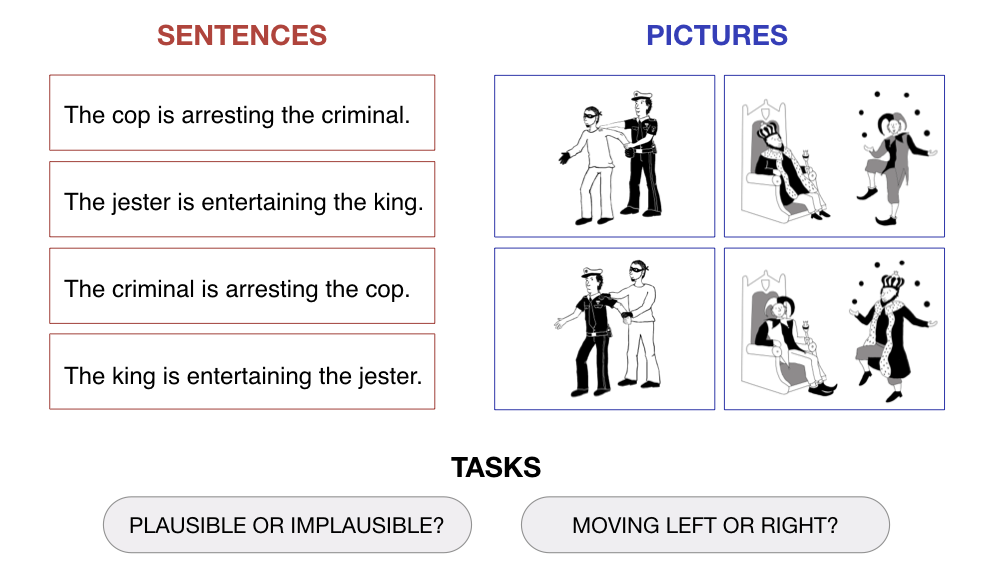 SENTENCES
PICTURES
The cop is arresting the criminal.
The jester is entertaining the king.
The criminal is arresting the cop.
The king is entertaining the jester.
TASKS
PLAUSIBLE OR IMPLAUSIBLE?
MOVING LEFT OR RIGHT?